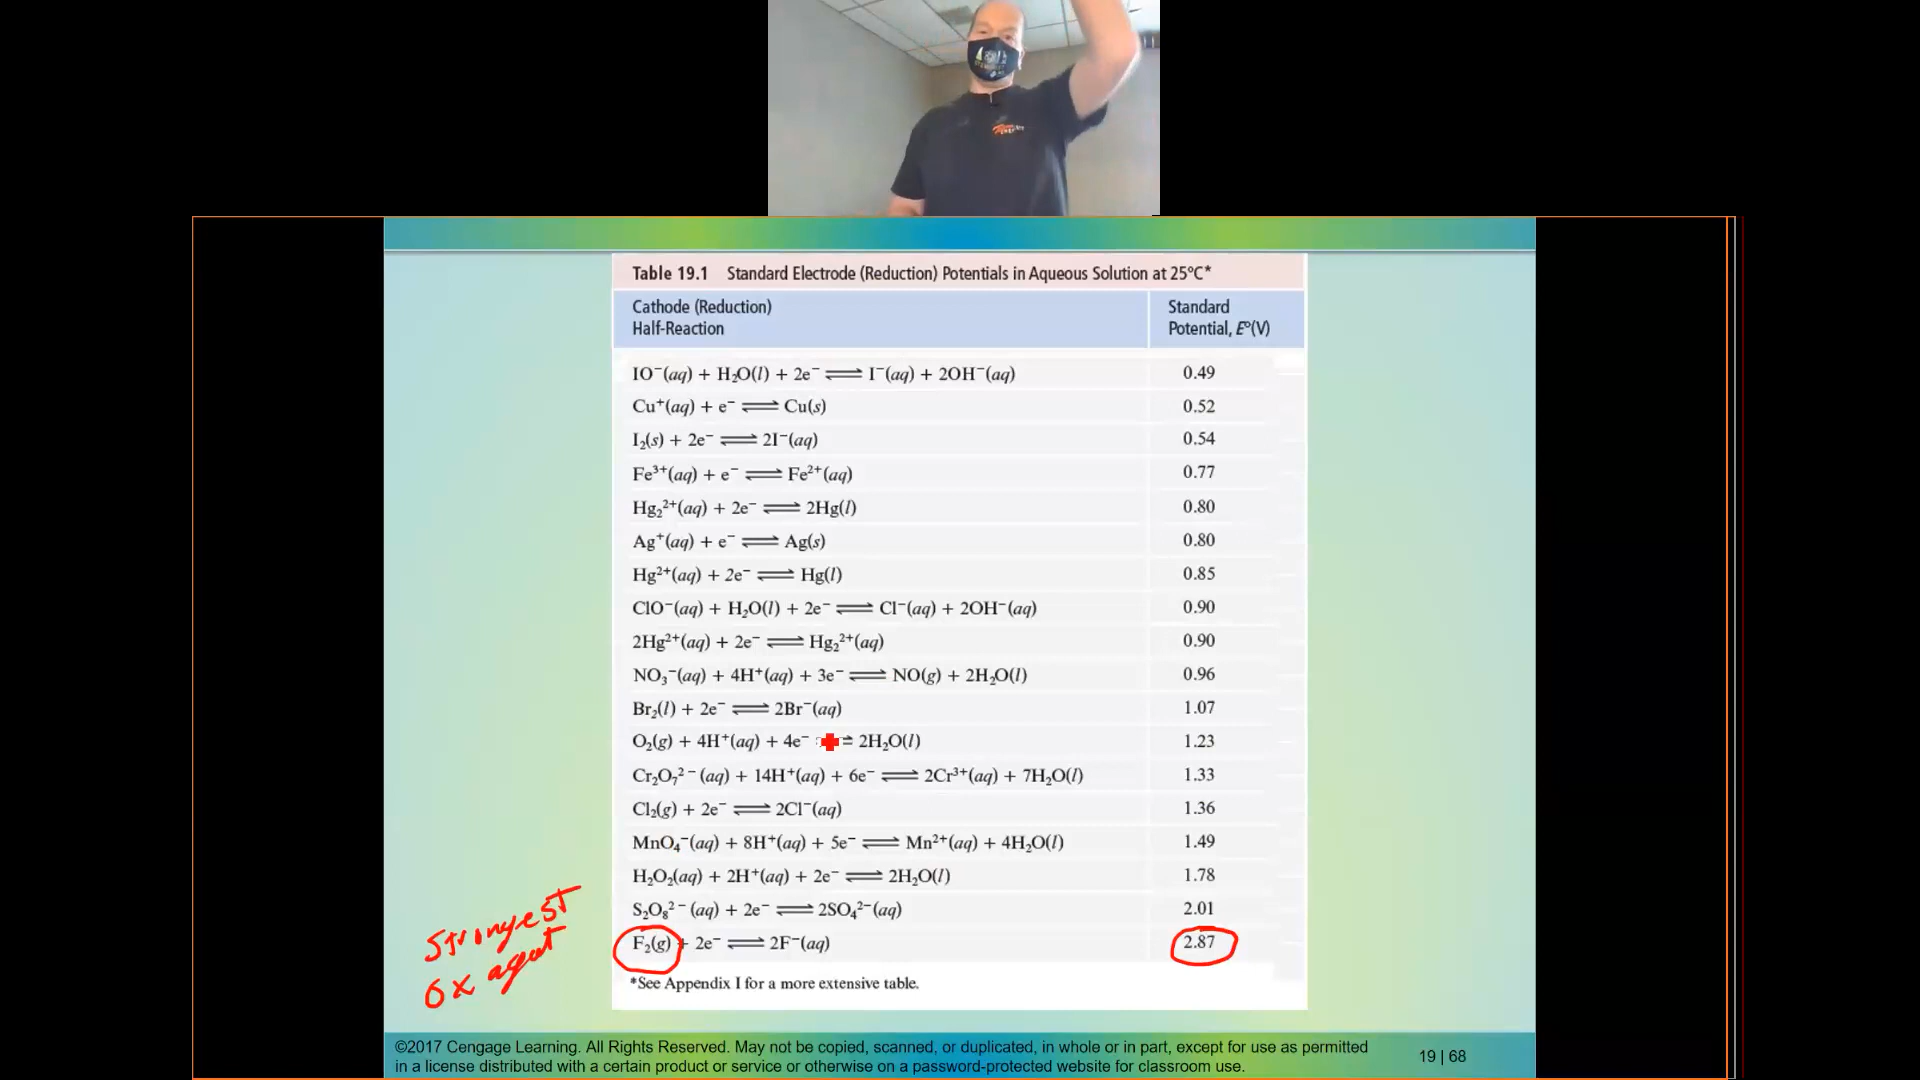 Table 19.1 Standard Electrode (Reduction) Potentials in Aqueous Solution at 25°C*
Cathode (Reduction) Standard
Half-Reaction Potential, E°(V)
IO⁻(aq) + H₂O(l) + 2e⁻ ⇌ I⁻(aq) + 2OH⁻(aq) 0.49
Cu⁺(aq) + e⁻ ⇌ Cu(s) 0.52
I₂(s) + 2e⁻ ⇌ 2I⁻(aq) 0.54
Fe³⁺(aq) + e⁻ ⇌ Fe²⁺(aq) 0.77
Hg₂²⁺(aq) + 2e⁻ ⇌ 2Hg(l) 0.80
Ag⁺(aq) + e⁻ ⇌ Ag(s) 0.80
Hg²⁺(aq) + 2e⁻ ⇌ Hg(l) 0.85
ClO⁻(aq) + H₂O(l) + 2e⁻ ⇌ Cl⁻(aq) + 2OH⁻(aq) 0.90
2Hg²⁺(aq) + 2e⁻ ⇌ Hg₂²⁺(aq) 0.90
NO₃⁻(aq) + 4H⁺(aq) + 3e⁻ ⇌ NO(g) + 2H₂O(l) 0.96
Br₂(l) + 2e⁻ ⇌ 2Br⁻(aq) 1.07
O₂(g) + 4H⁺(aq) + 4e⁻ ⇌ 2H₂O(l) 1.23
Cr₂O₇²⁻(aq) + 14H⁺(aq) + 6e⁻ ⇌ 2Cr³⁺(aq) + 7H₂O(l) 1.33
Cl₂(g) + 2e⁻ ⇌ 2Cl⁻(aq) 1.36
MnO₄⁻(aq) + 8H⁺(aq) + 5e⁻ ⇌ Mn²⁺(aq) + 4H₂O(l) 1.49
H₂O₂(aq) + 2H⁺(aq) + 2e⁻ ⇌ 2H₂O(l) 1.78
S₂O₈²⁻(aq) + 2e⁻ ⇌ 2SO₄²⁻(aq) 2.01
F₂(g) + 2e⁻ ⇌ 2F⁻(aq) 2.87
*See Appendix I for a more extensive table.
Strongest
ox agent
©2017 Cengage Learning. All Rights Reserved. May not be copied, scanned, or duplicated, in whole or in part, except for use as permitted
in a license distributed with a certain product or service or otherwise on a password-protected website for classroom use.
19 | 68